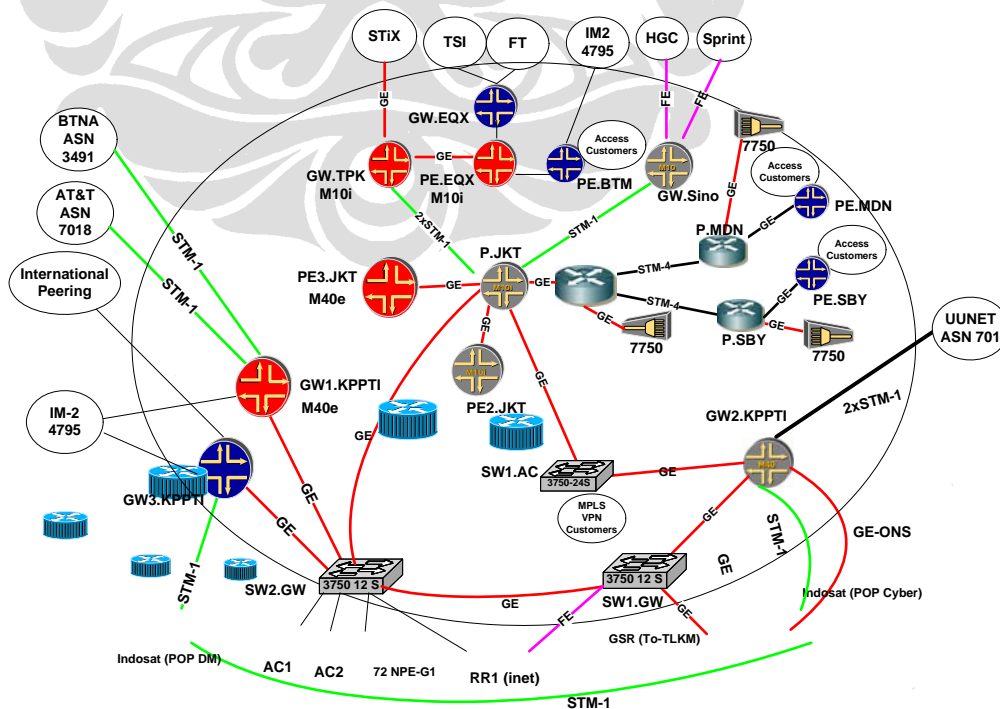 STiX
TSI
FT
IM2
4795
HGC
Sprint
GE
FE
FE
BTNA
ASN
3491
GW.EQX
7750
Access
Customers
Access
Customers
GE
GW.TPK
M10i
PE.EQX
M10i
PE.BTM
M10
GW.Sino
GE
GE
PE.MDN
AT&T
ASN
7018
2xSTM-1
STM-1
P.MDN
Access
Customers
STM-1
P.JKT
International
Peering
PE3.JKT
M40e
GE
M10i
GE
STM-4
GE
PE.SBY
STM-1
STM-4
GE
GE
P.SBY
GE
7750
7750
UUNET
ASN 701
GE
M10i
PE2.JKT
GE
GW1.KPPTI
M40e
2xSTM-1
IM-2
4795
GW2.KPPTI
GE
M40
SW1.AC
GE
3750-24S
GW3.KPPTI
GE
MPLS
VPN
Customers
GE
STM-1
GE-ONS
GE
GE
STM-1
3750 12 S
SW2.GW
3750 12 S
SW1.GW
GE
Indosat (POP Cyber)
FE
GE
GSR (To-TLKM)
Indosat (POP DM)
AC1
AC2
72 NPE-G1
RR1 (inet)
STM-1